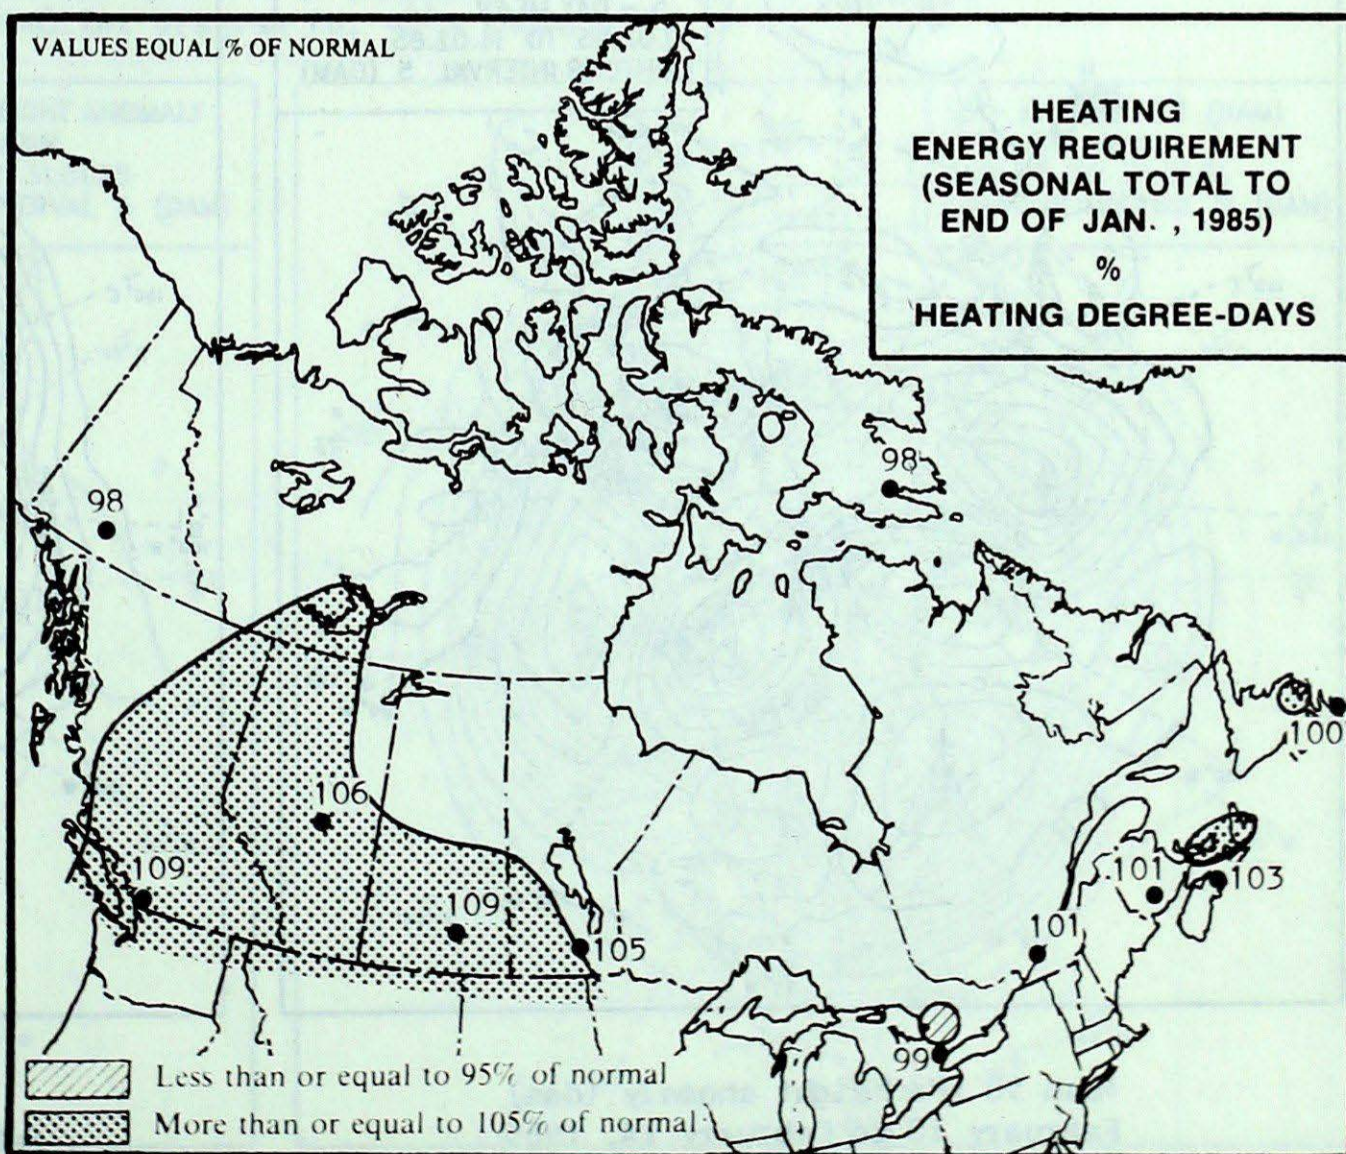 VALUES EQUAL % OF NORMAL
HEATING
ENERGY REQUIREMENT
(SEASONAL TOTAL TO
END OF JAN. , 1985)
%
HEATING DEGREE-DAYS
98
98
100
106
109
109
105
101
103
101
99
Less than or equal to 95% of normal
More than or equal to 105% of normal